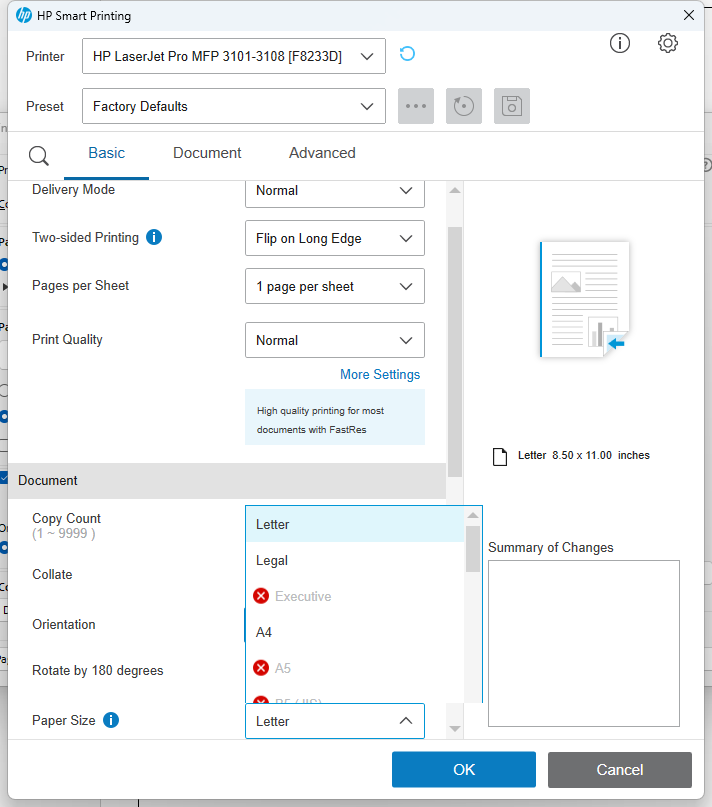 HP Smart Printing
Printer
HP LaserJet Pro MFP 3101-3108 [F8233D]
Preset
Factory Defaults
Basic
Document
Advanced
Delivery Mode
Normal
Two-sided Printing
Flip on Long Edge
Pages per Sheet
1 page per sheet
Print Quality
Normal
More Settings
High quality printing for most
documents with FastRes
Letter 8.50 x 11.00 inches
Document
Copy Count
(1 ~ 9999 )
Letter
Legal
Summary of Changes
Collate
Executive
Orientation
A4
Rotate by 180 degrees
A5
B5 (JIS)
Paper Size
Letter
OK
Cancel